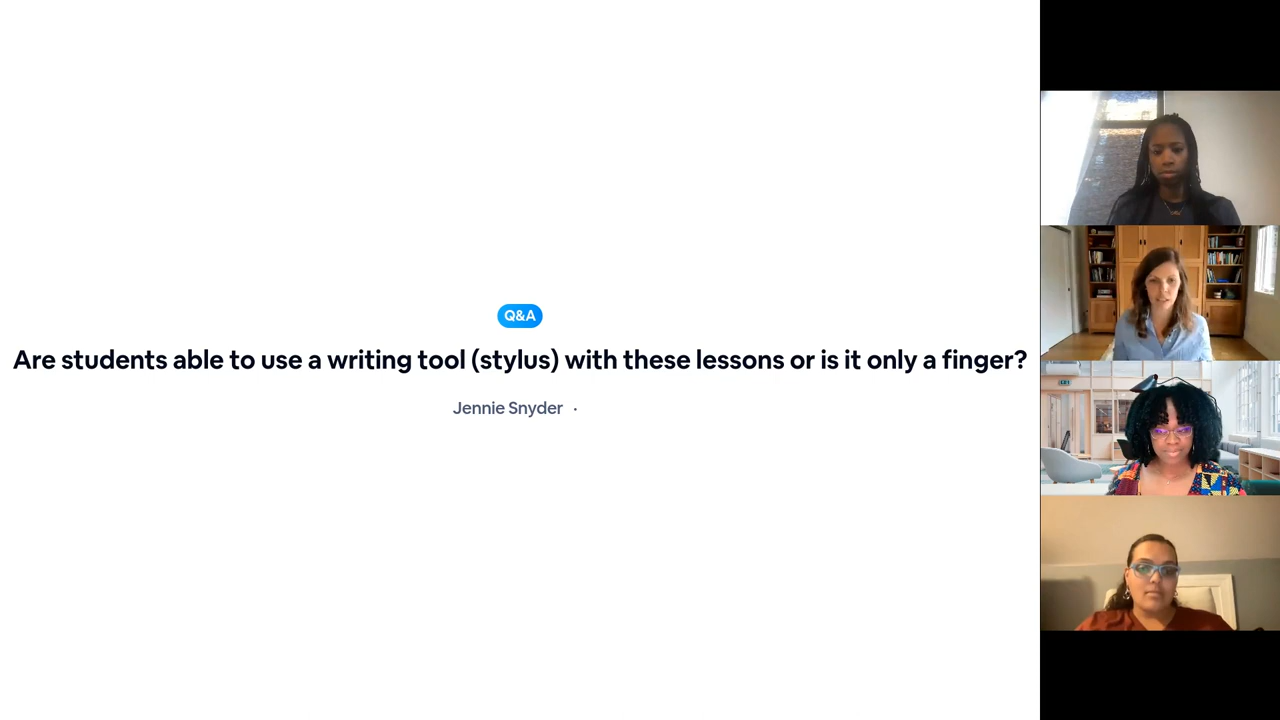 Q&A
Are students able to use a writing tool (stylus) with these lessons or is it only a finger?
Jennie Snyder ·